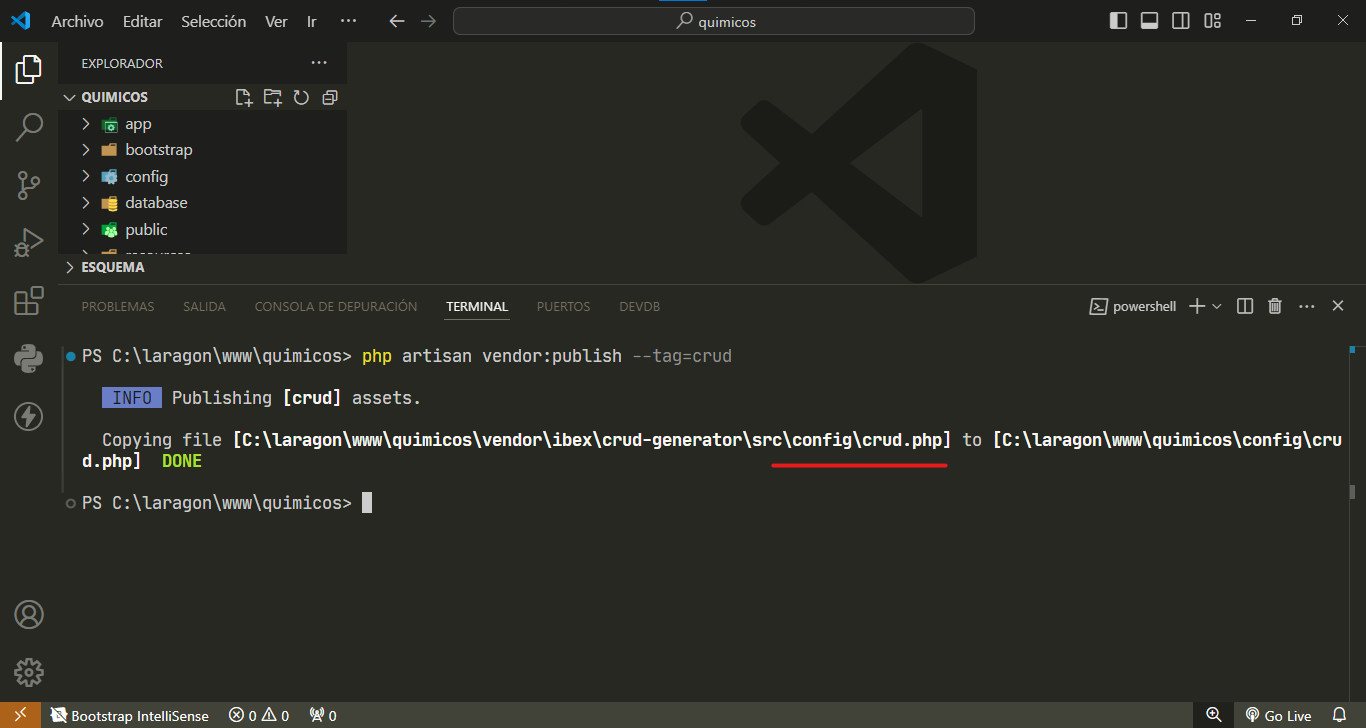 Archivo Editar Selección Ver Ir ··· quimicos
EXPLORADOR ···
QUIMICOS
app
bootstrap
config
database
public
ESQUEMA
PROBLEMAS SALIDA CONSOLA DE DEPURACIÓN TERMINAL PUERTOS DEVDB powershell
PS C:\laragon\www\quimicos> php artisan vendor:publish --tag=crud
INFO Publishing [crud] assets.
Copying file [C:\laragon\www\quimicos\vendor\ibex\crud-generator\src\config\crud.php] to [C:\laragon\www\quimicos\config\cru
d.php] DONE
PS C:\laragon\www\quimicos>
Bootstrap IntelliSense 0 0 0 Go Live